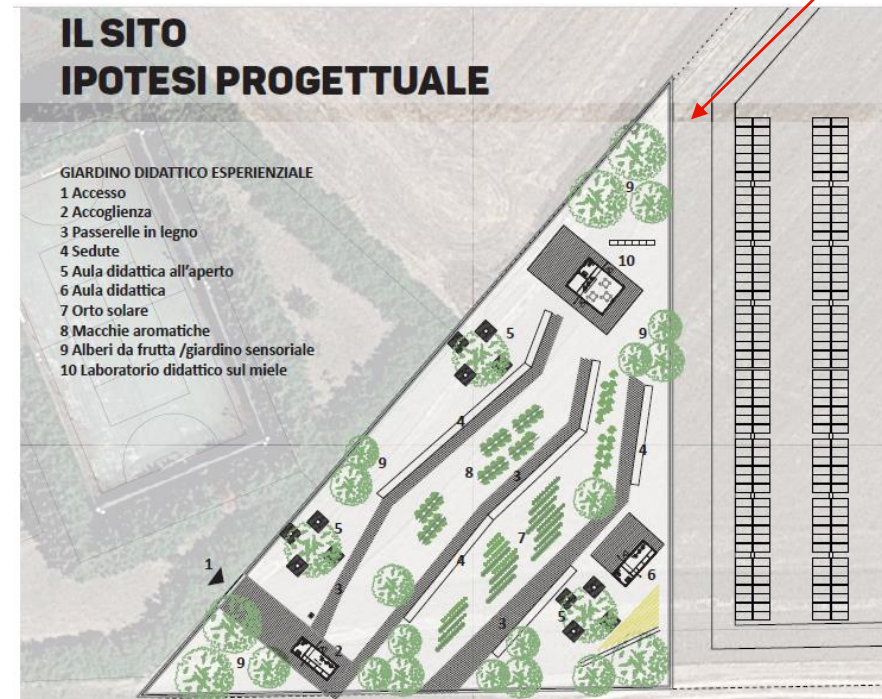 IL SITO
IPOTESI PROGETTUALE
GIARDINO DIDATTICO ESPERIENZIALE
1 Accesso
2 Accoglienza
3 Passerelle in legno
4 Sedute
5 Aula didattica all'aperto
6 Aula didattica
7 Orto solare
8 Macchie aromatiche
9 Alberi da frutta /giardino sensoriale
10 Laboratorio didattico sul miele
9
10
5
9
4
4
9
8
3
5
7
1
4
6
3
5
3
2
9